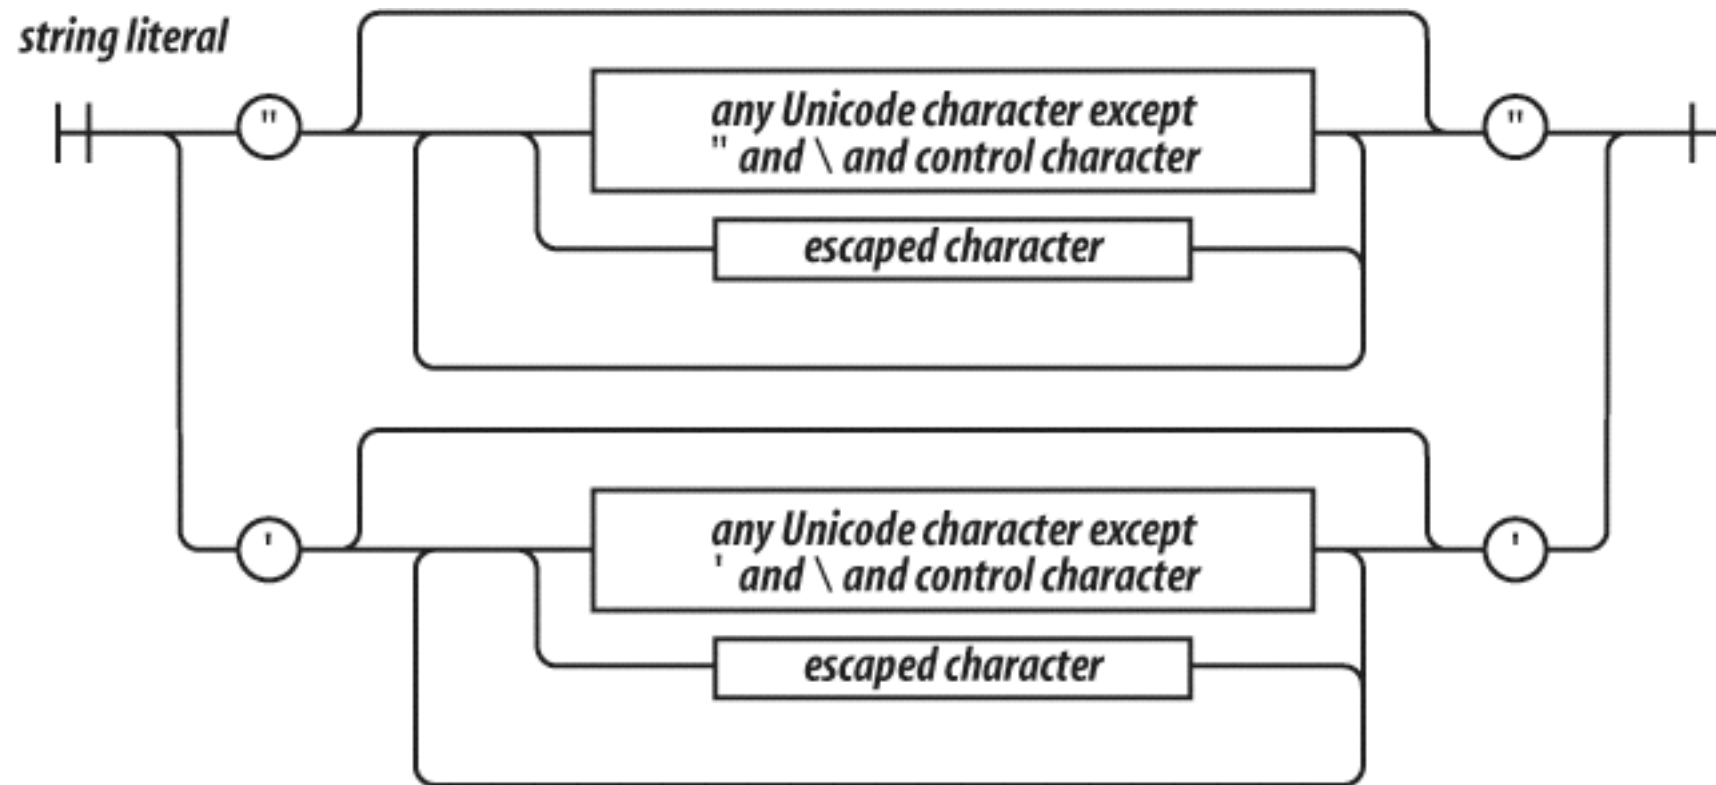 string literal
"
any Unicode character except
" and \ and control character
"
escaped character
'
any Unicode character except
' and \ and control character
'
escaped character